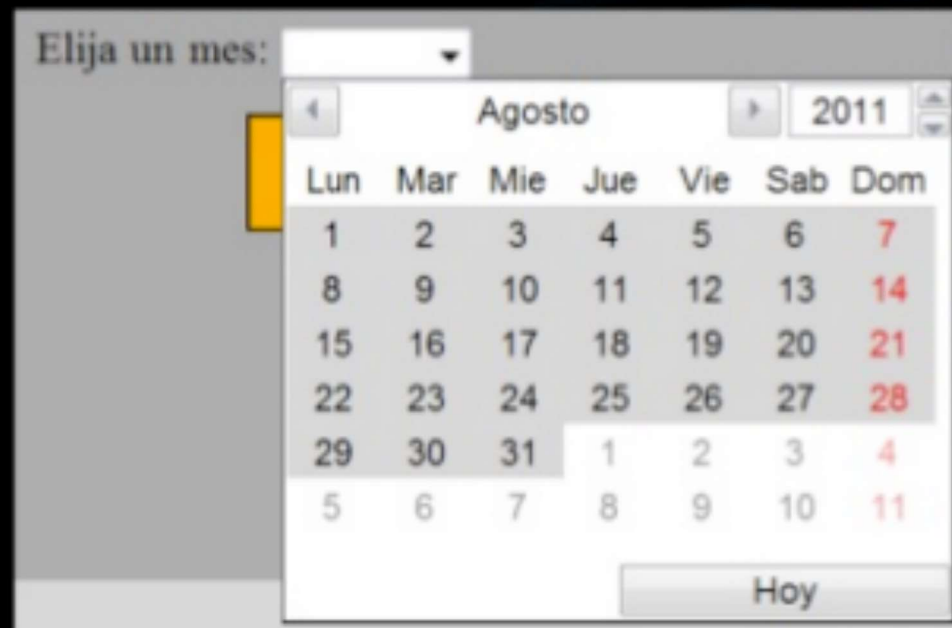 Elija un mes:
Agosto 2011
Lun Mar Mie Jue Vie Sab Dom
1 2 3 4 5 6 7
8 9 10 11 12 13 14
15 16 17 18 19 20 21
22 23 24 25 26 27 28
29 30 31 1 2 3 4
5 6 7 8 9 10 11
Hoy